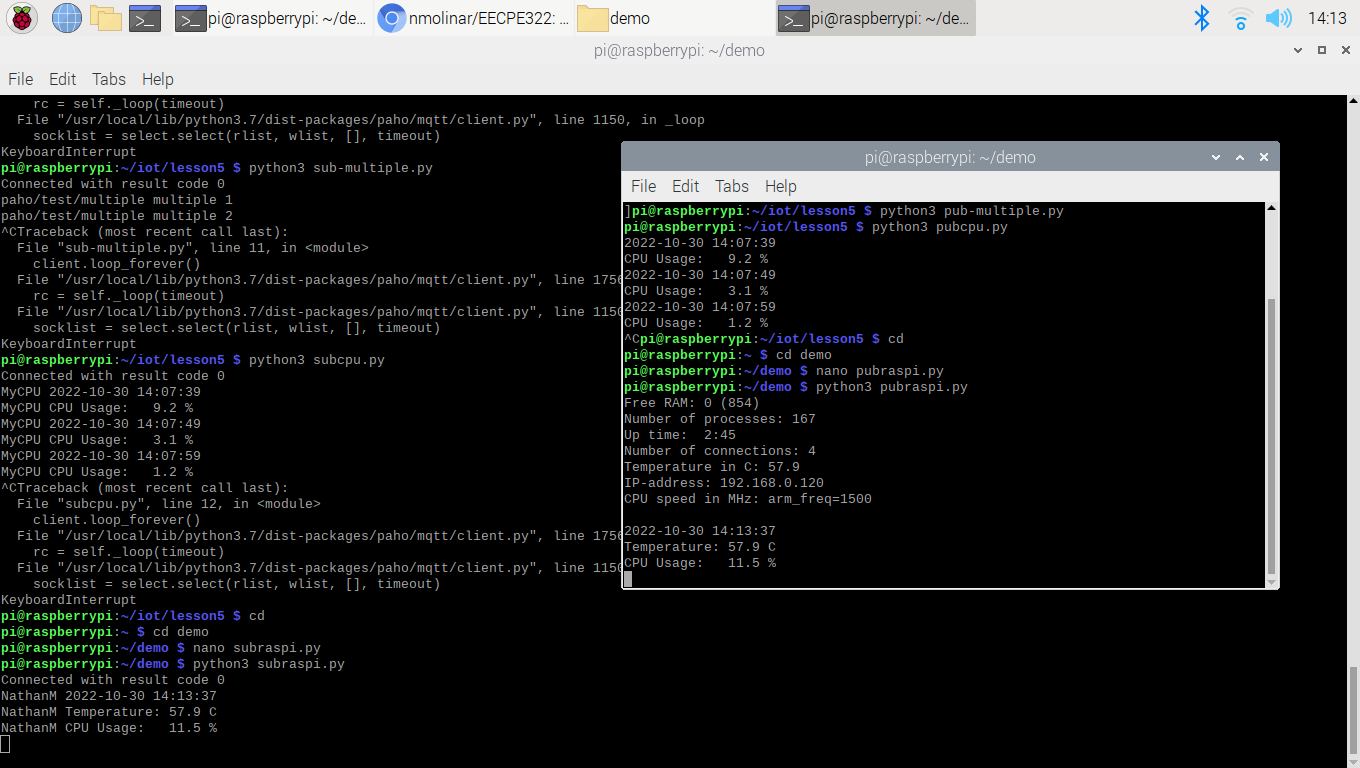 pi@raspberrypi: ~/de...
nmolinar/EECPE322: ...
demo
pi@raspberrypi: ~/de...
14:13
pi@raspberrypi: ~/demo
File Edit Tabs Help
rc = self._loop(timeout)
File "/usr/local/lib/python3.7/dist-packages/paho/mqtt/client.py", line 1150, in _loop
socklist = select.select(rlist, wlist, [], timeout)
KeyboardInterrupt
pi@raspberrypi:~/iot/lesson5 $ python3 sub-multiple.py
Connected with result code 0
paho/test/multiple multiple 1
paho/test/multiple multiple 2
^CTraceback (most recent call last):
File "sub-multiple.py", line 11, in <module>
client.loop_forever()
File "/usr/local/lib/python3.7/dist-packages/paho/mqtt/client.py", line 1756
rc = self._loop(timeout)
File "/usr/local/lib/python3.7/dist-packages/paho/mqtt/client.py", line 1150
socklist = select.select(rlist, wlist, [], timeout)
KeyboardInterrupt
pi@raspberrypi:~/iot/lesson5 $ python3 subcpu.py
Connected with result code 0
MyCPU 2022-10-30 14:07:39
MyCPU CPU Usage:   9.2 %
MyCPU 2022-10-30 14:07:49
MyCPU CPU Usage:   3.1 %
MyCPU 2022-10-30 14:07:59
MyCPU CPU Usage:   1.2 %
^CTraceback (most recent call last):
File "subcpu.py", line 12, in <module>
client.loop_forever()
File "/usr/local/lib/python3.7/dist-packages/paho/mqtt/client.py", line 1756
rc = self._loop(timeout)
File "/usr/local/lib/python3.7/dist-packages/paho/mqtt/client.py", line 1150
socklist = select.select(rlist, wlist, [], timeout)
KeyboardInterrupt
pi@raspberrypi:~/iot/lesson5 $ cd
pi@raspberrypi:~ $ cd demo
pi@raspberrypi:~/demo $ nano subraspi.py
pi@raspberrypi:~/demo $ python3 subraspi.py
Connected with result code 0
NathanM 2022-10-30 14:13:37
NathanM Temperature: 57.9 C
NathanM CPU Usage:   11.5 %
pi@raspberrypi: ~/demo
File Edit Tabs Help
]pi@raspberrypi:~/iot/lesson5 $ python3 pub-multiple.py
pi@raspberrypi:~/iot/lesson5 $ python3 pubcpu.py
2022-10-30 14:07:39
CPU Usage:   9.2 %
2022-10-30 14:07:49
CPU Usage:   3.1 %
2022-10-30 14:07:59
CPU Usage:   1.2 %
^Cpi@raspberrypi:~/iot/lesson5 $ cd
pi@raspberrypi:~ $ cd demo
pi@raspberrypi:~/demo $ nano pubraspi.py
pi@raspberrypi:~/demo $ python3 pubraspi.py
Free RAM: 0 (854)
Number of processes: 167
Up time:  2:45
Number of connections: 4
Temperature in C: 57.9
IP-address: 192.168.0.120
CPU speed in MHz: arm_freq=1500
2022-10-30 14:13:37
Temperature: 57.9 C
CPU Usage:   11.5 %